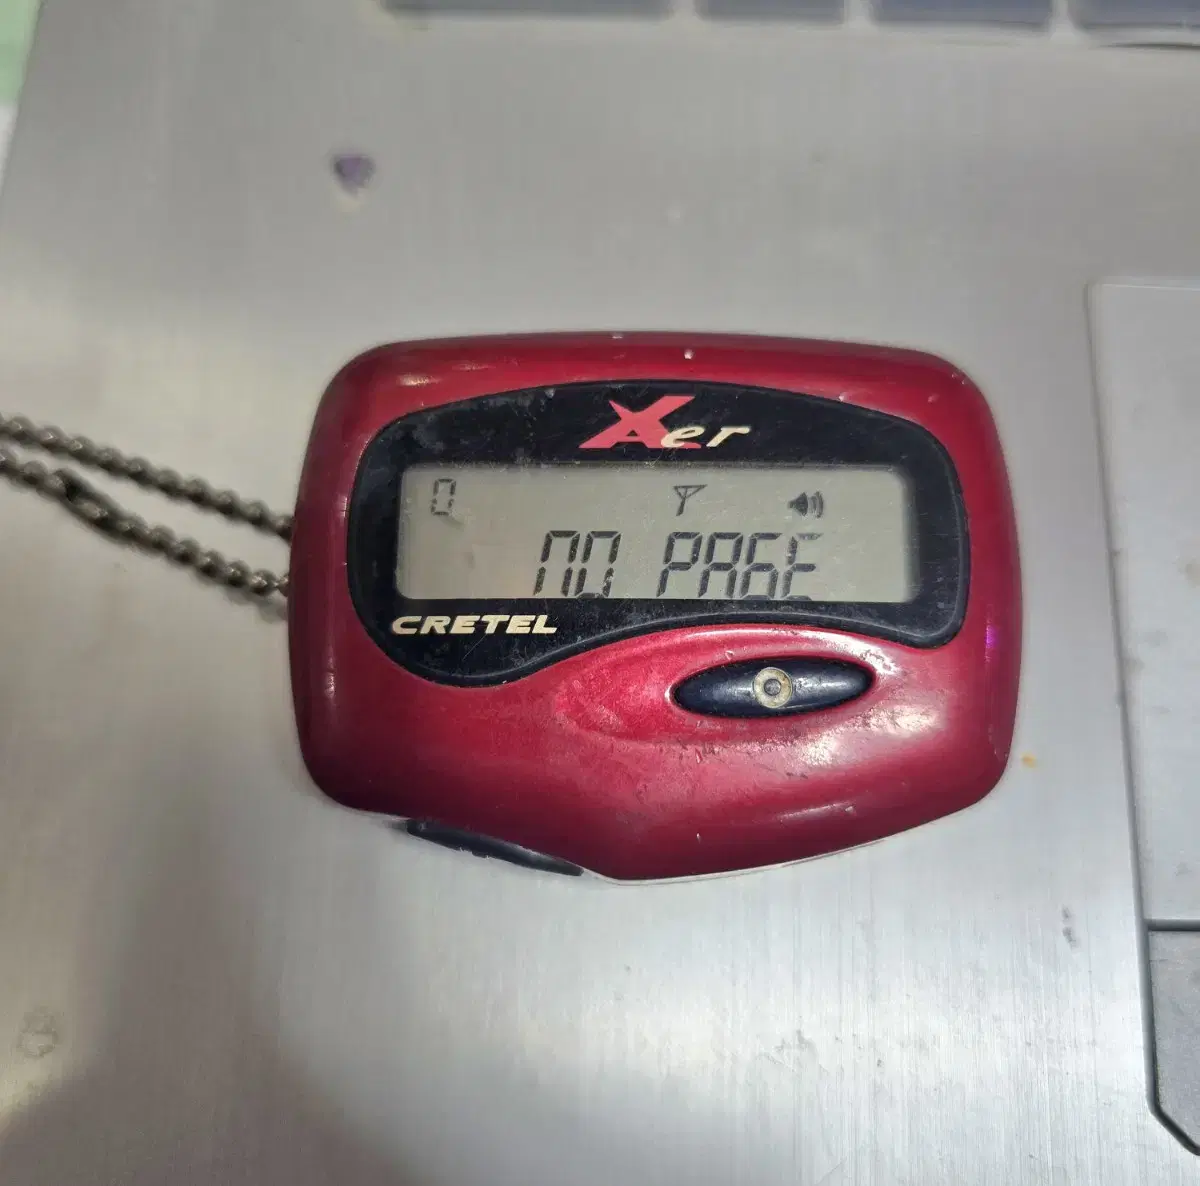 Xer
0
NO PAGE
CRETEL